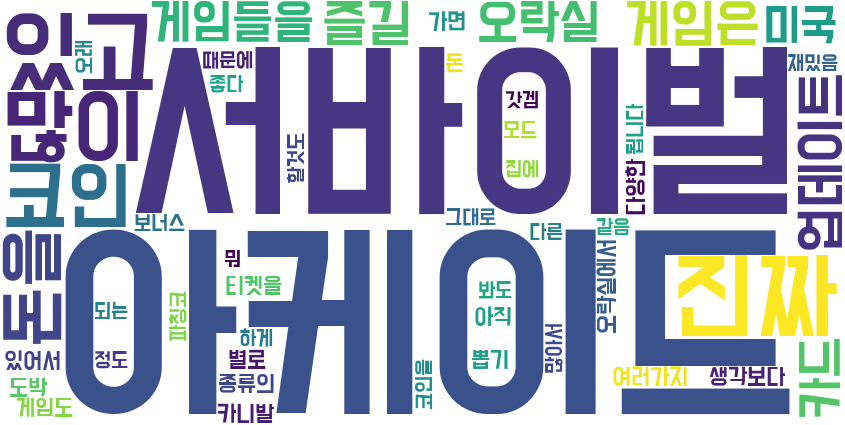 있고
오래
게임들을
즐길
가면
오락실
게임은
미국
때문에
좋다
돈
재밌음
많이
서바이벌
갓겜
모드
집에
할것도
다양한
됩니다
업데이트
코인
보너스
그대로
다른
같음
돈을
아케이드
진짜
뭐
티켓을
봐도
아직
오락실에서
되는
파칭코
하게
있어서
정도
별로
뽑기
많아서
카드
도박
종류의
코인을
여러가지
생각보다
게임도
카니발